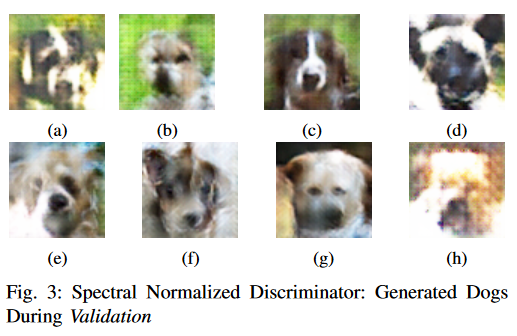 (a) (b) (c) (d)
(e) (f) (g) (h)
Fig. 3: Spectral Normalized Discriminator: Generated Dogs
During Validation